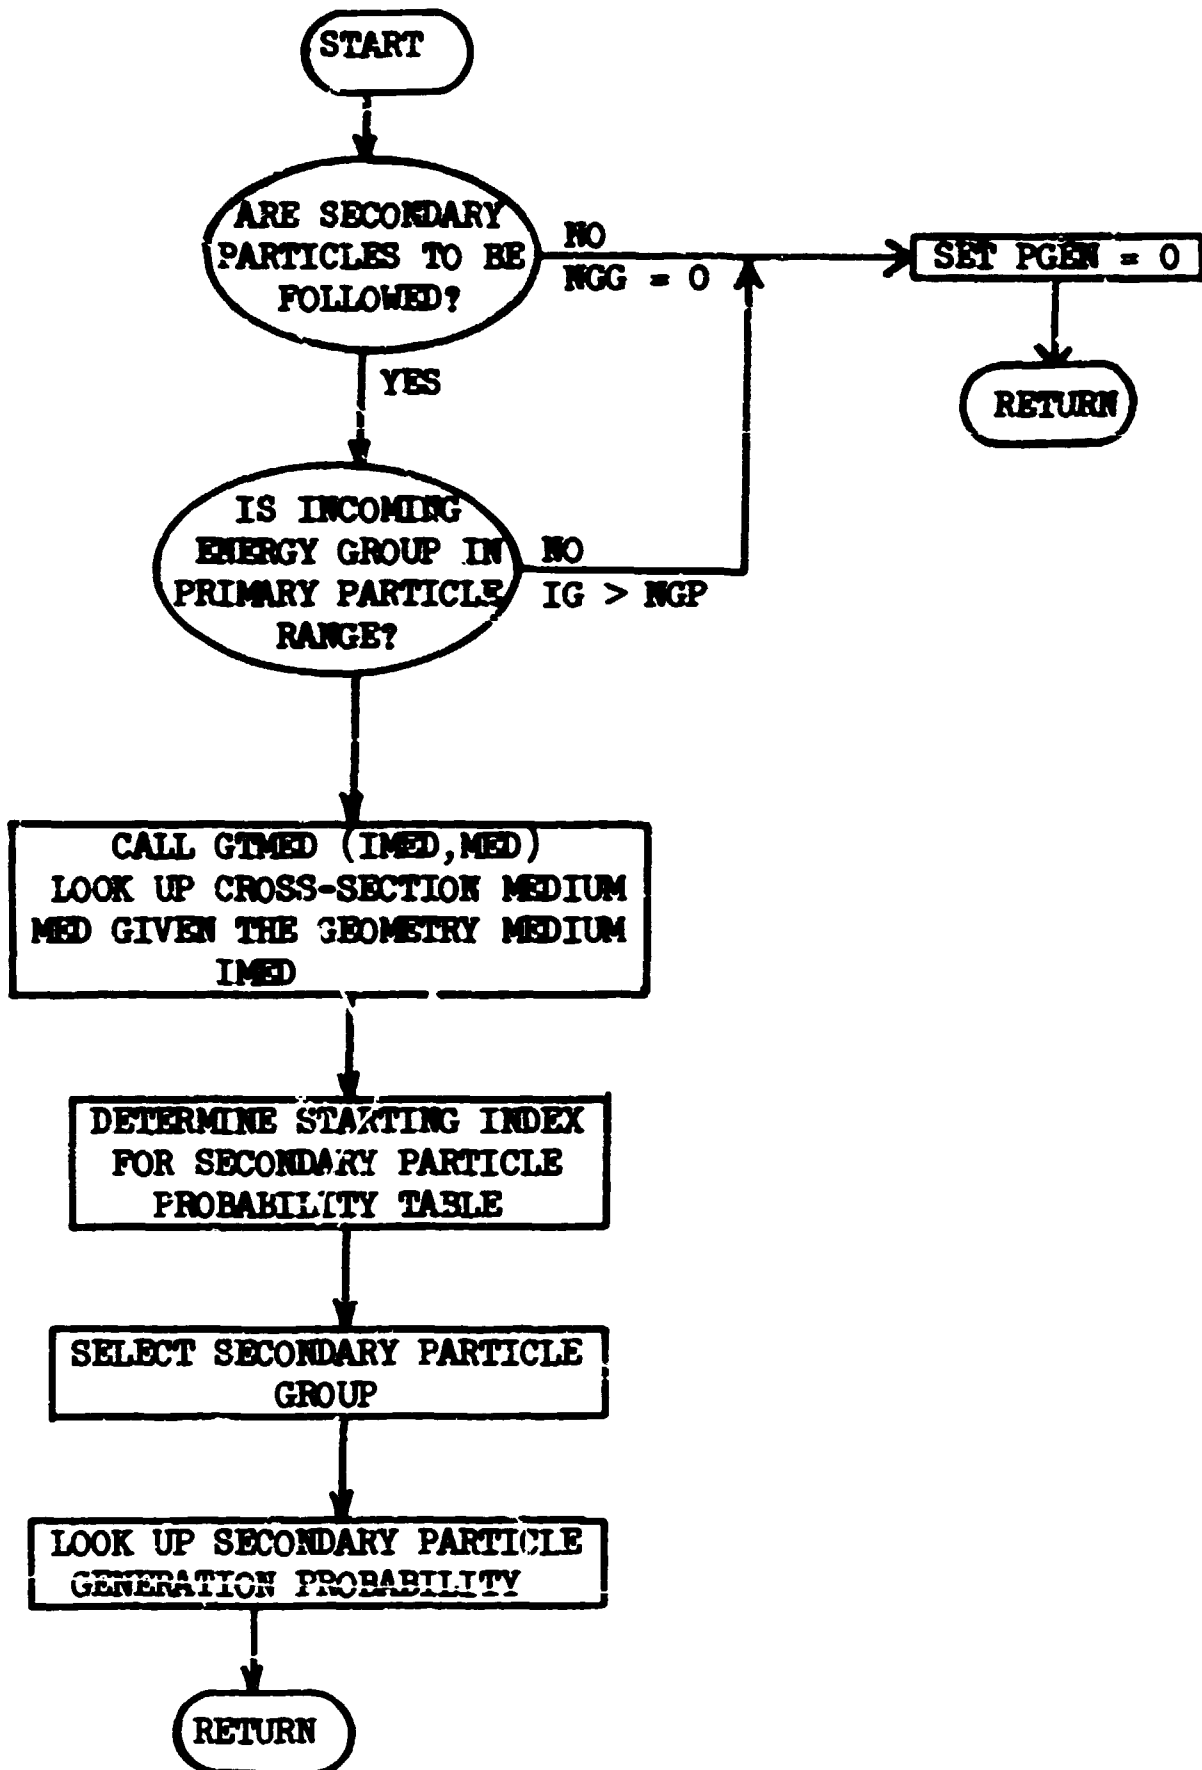 START
ARE SECONDARY
PARTICLES TO BE
FOLLOWED?
NO
NGG = 0
SET PGEN = 0
RETURN
YES
IS INCOMING
ENERGY GROUP IN
PRIMARY PARTICLE
RANGE?
NO
IG > NGP
CALL GTMED (IMED,MED)
LOOK UP CROSS-SECTION MEDIUM
MED GIVEN THE GEOMETRY MEDIUM
IMED
DETERMINE STARTING INDEX
FOR SECONDARY PARTICLE
PROBABILITY TABLE
SELECT SECONDARY PARTICLE
GROUP
LOOK UP SECONDARY PARTICLE
GENERATION PROBABILITY
RETURN